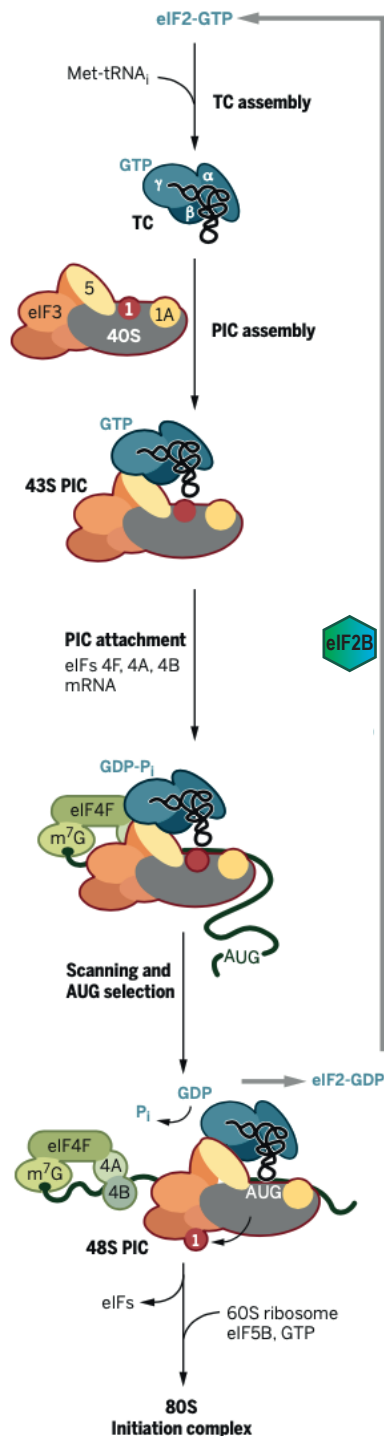 eIF2-GTP
Met-tRNAi
TC assembly
GTP
γ
α
β
TC
5
eIF3
1
1A
40S
PIC assembly
GTP
43S PIC
PIC attachment
eIFs 4F, 4A, 4B
mRNA
eIF2B
GDP-Pi
eIF4F
m7G
AUG
Scanning and
AUG selection
GDP
eIF2-GDP
Pi
eIF4F
4A
m7G
4B
AUG
48S PIC
1
eIFs
60S ribosome
eIF5B, GTP
80S
Initiation complex